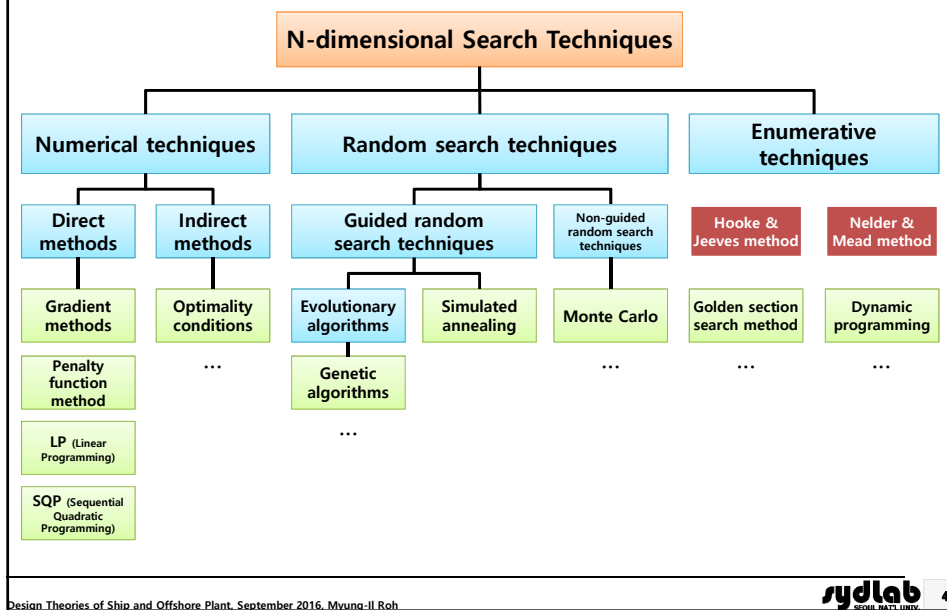 N-dimensional Search Techniques
Numerical techniques
Random search techniques
Enumerative
techniques
Direct
methods
Indirect
methods
Guided random
search techniques
Non-guided
random search
techniques
Hooke &
Jeeves method
Nelder &
Mead method
Gradient
methods
Optimality
conditions
Evolutionary
algorithms
Simulated
annealing
Monte Carlo
Golden section
search method
Dynamic
programming
Penalty
function
method
...
Genetic
algorithms
...
...
...
...
LP (Linear
Programming)
SQP (Sequential
Quadratic
Programming)
Design Theories of Ship and Offshore Plant, September 2016, Myung-Il Roh
sydlab
SEOUL NAT'L UNIV.
4